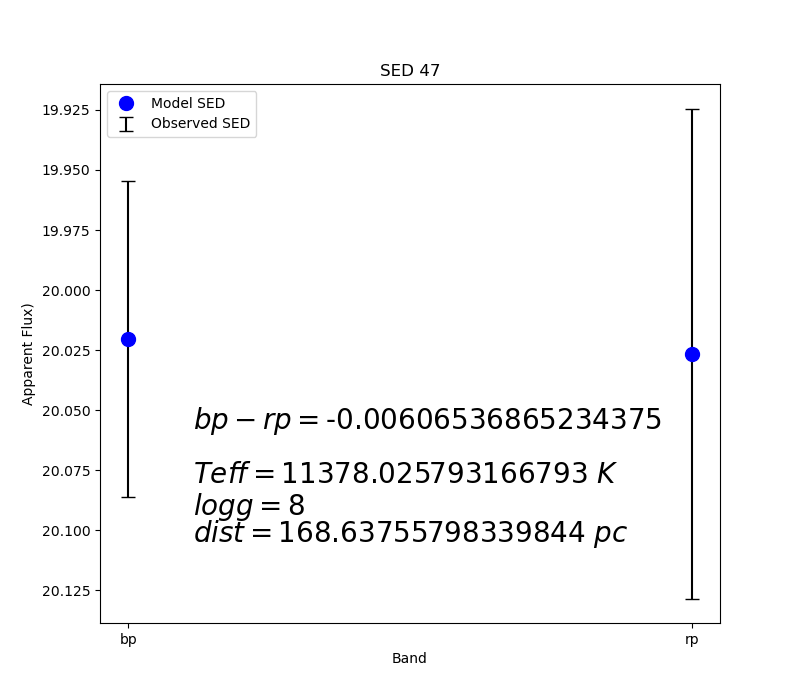 SED 47
Model SED
Observed SED
19.925
19.950
19.975
20.000
20.025
20.050
20.075
20.100
20.125
Apparent Flux)
bp − rp = -0.00606536865234375
Teff = 11378.025793166793 K
logg = 8
dist = 168.63755798339844 pc
bp
rp
Band